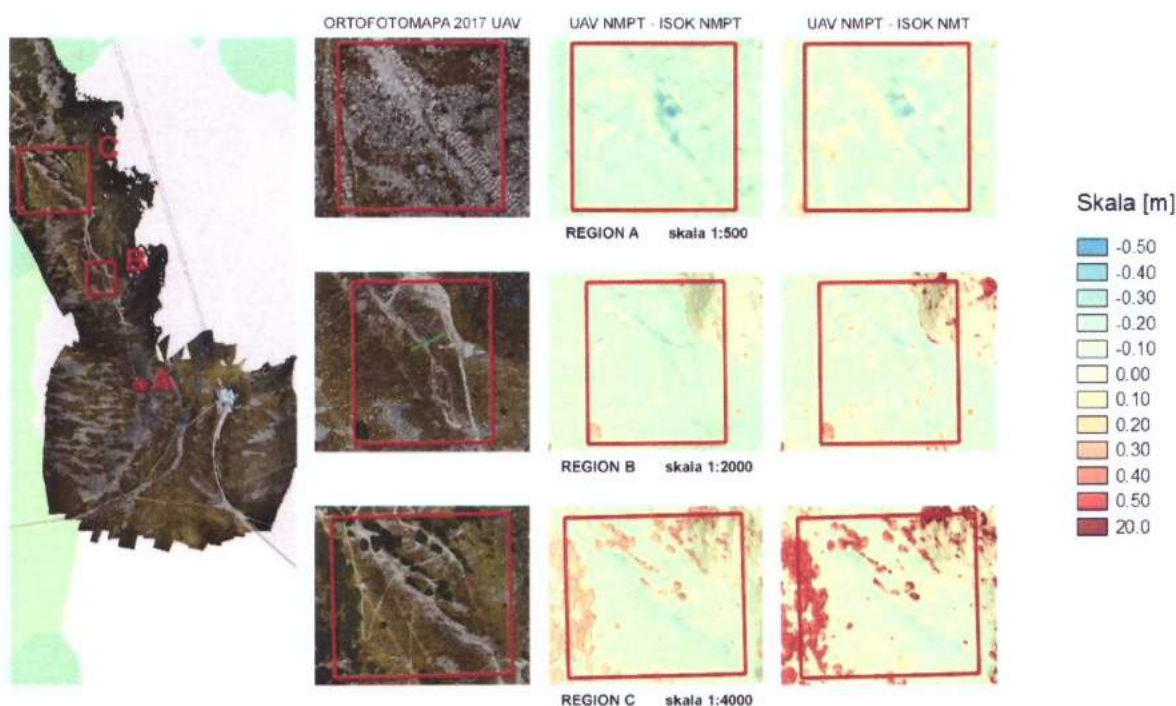 ORTOFOTOMAPA 2017 UAV
UAV NMPT - ISOK NMPT
UAV NMPT - ISOK NMT
C
B
A
REGION A skala 1:500
REGION B skala 1:2000
REGION C skala 1:4000
Skala [m]
-0.50
-0.40
-0.30
-0.20
-0.10
0.00
0.10
0.20
0.30
0.40
0.50
20.0